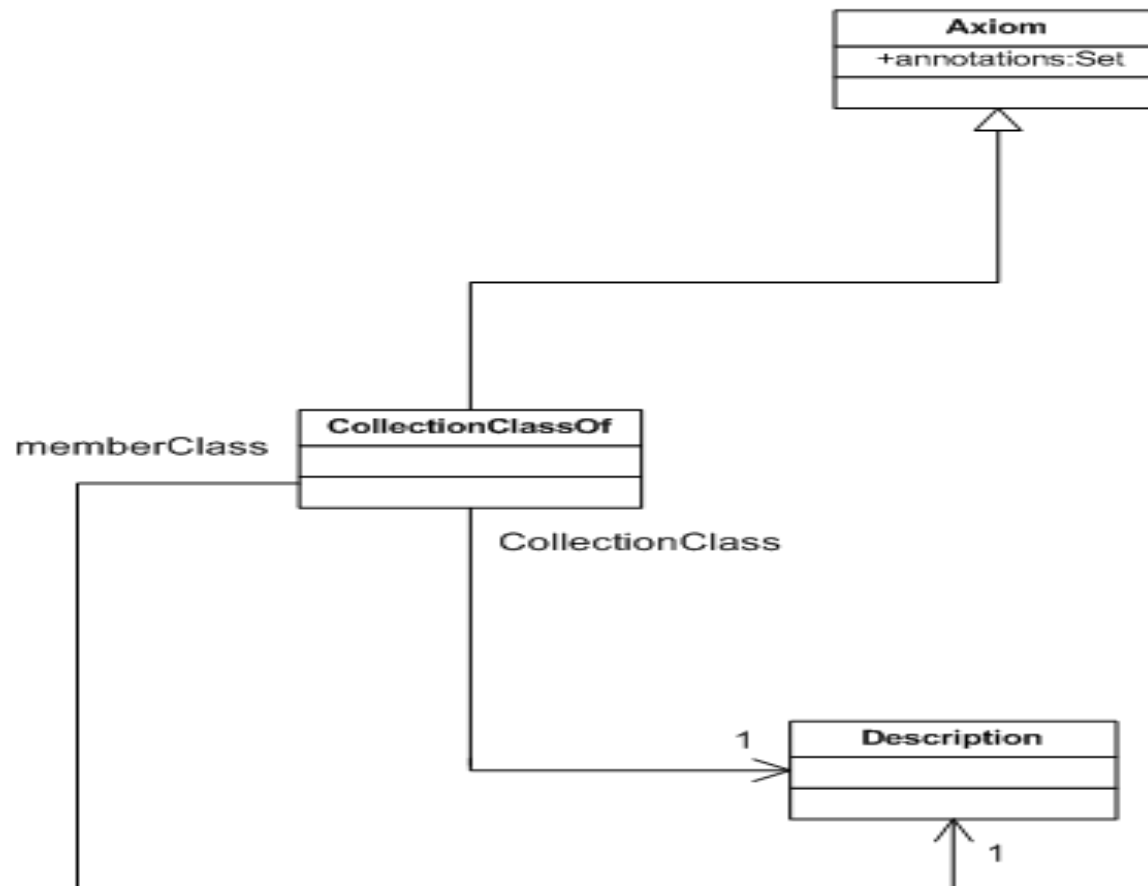 Axiom
+annotations:Set
CollectionClassOf
memberClass
CollectionClass
1
Description
1